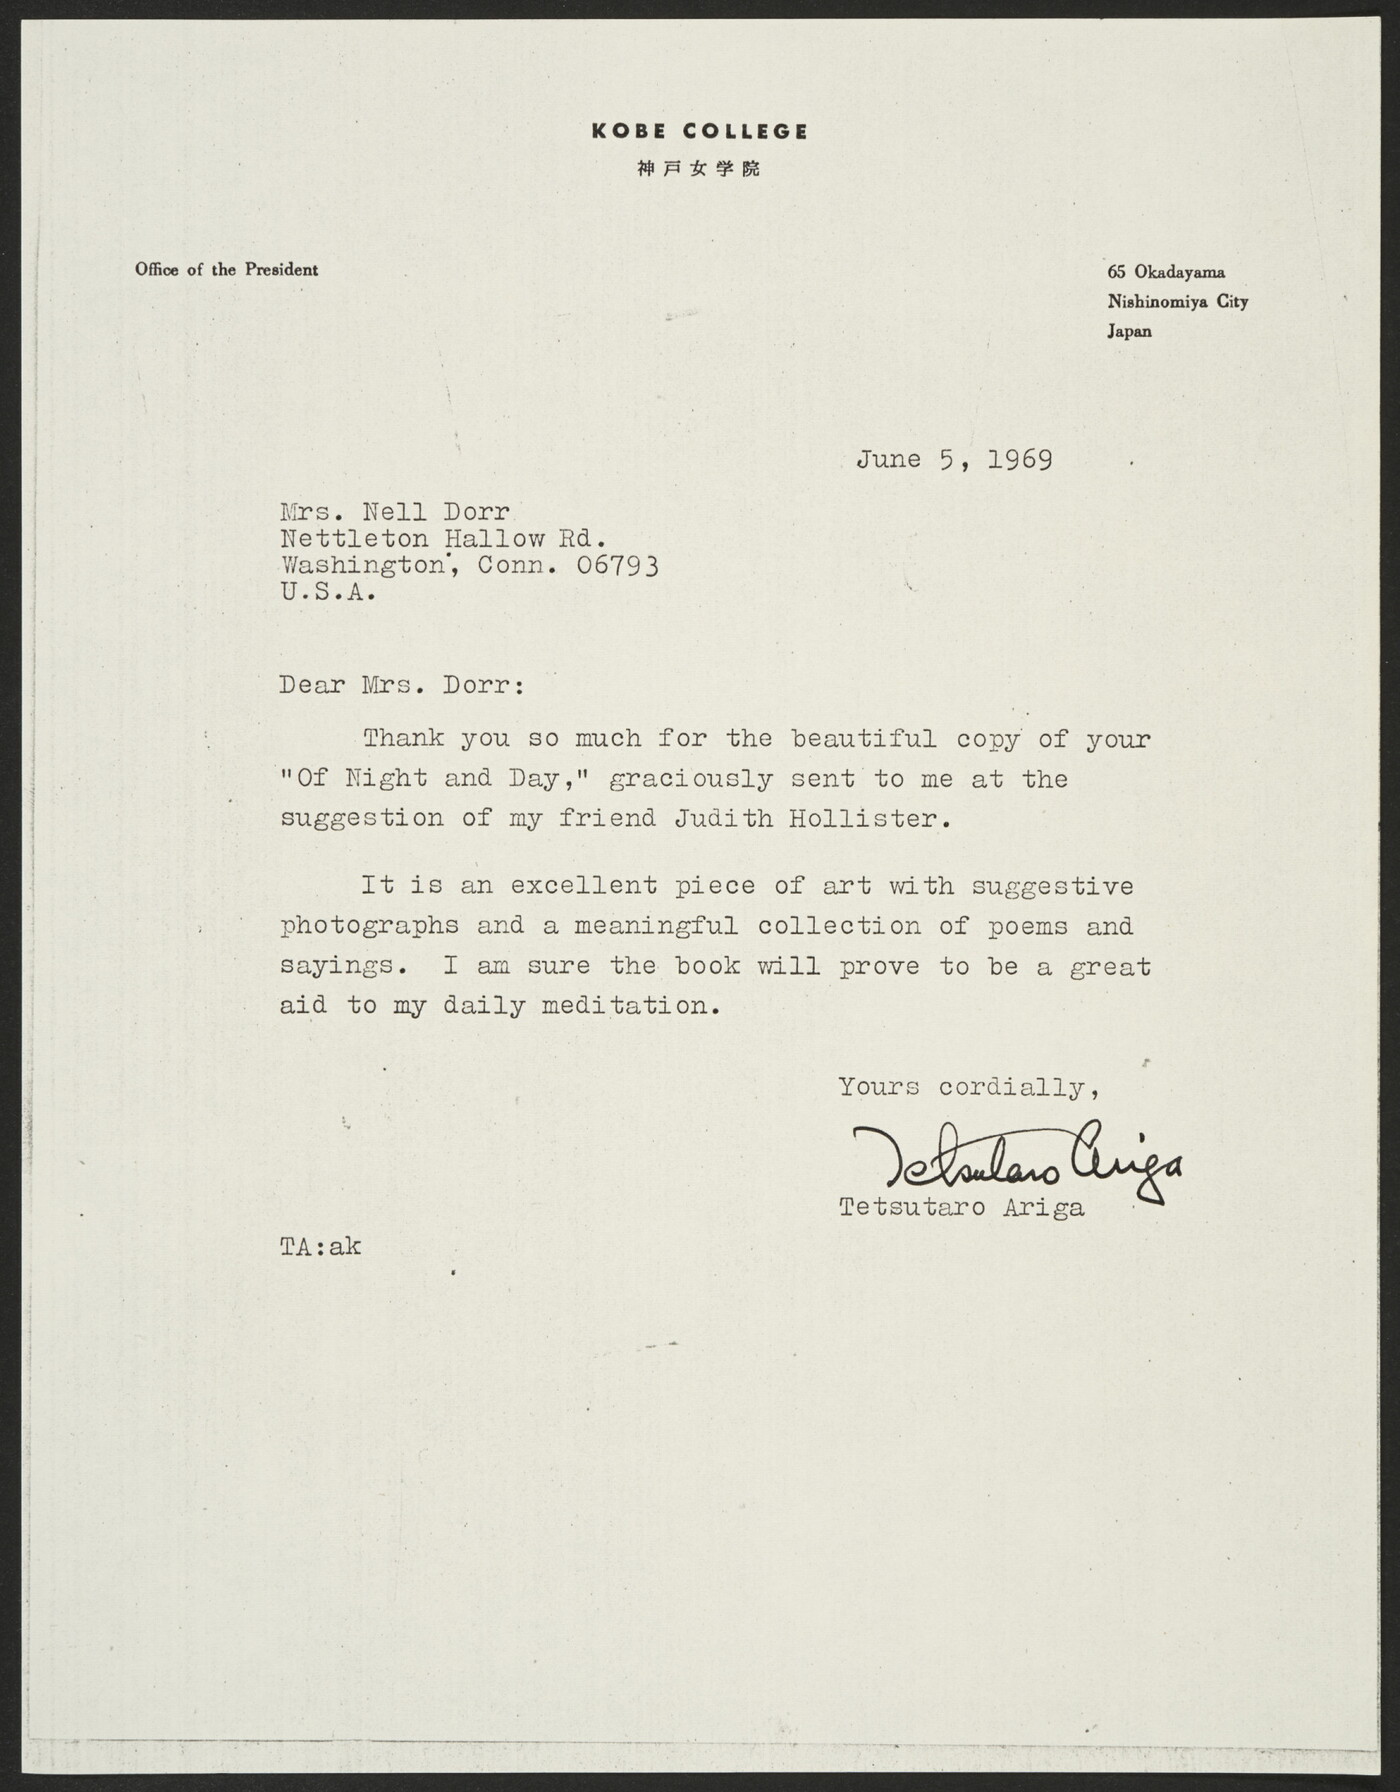 KOBE COLLEGE
神戸女学院
Office of the President
65 Okadayama
Nishinomiya City
Japan
June 5, 1969
Mrs. Nell Dorr
Nettleton Hallow Rd.
Washington, Conn. 06793
U.S.A.
Dear Mrs. Dorr:
Thank you so much for the beautiful copy of your
"Of Night and Day," graciously sent to me at the
suggestion of my friend Judith Hollister.
It is an excellent piece of art with suggestive
photographs and a meaningful collection of poems and
sayings. I am sure the book will prove to be a great
aid to my daily meditation.
Yours cordially,
Tetsutaro Ariga
Tetsutaro Ariga
TA:ak